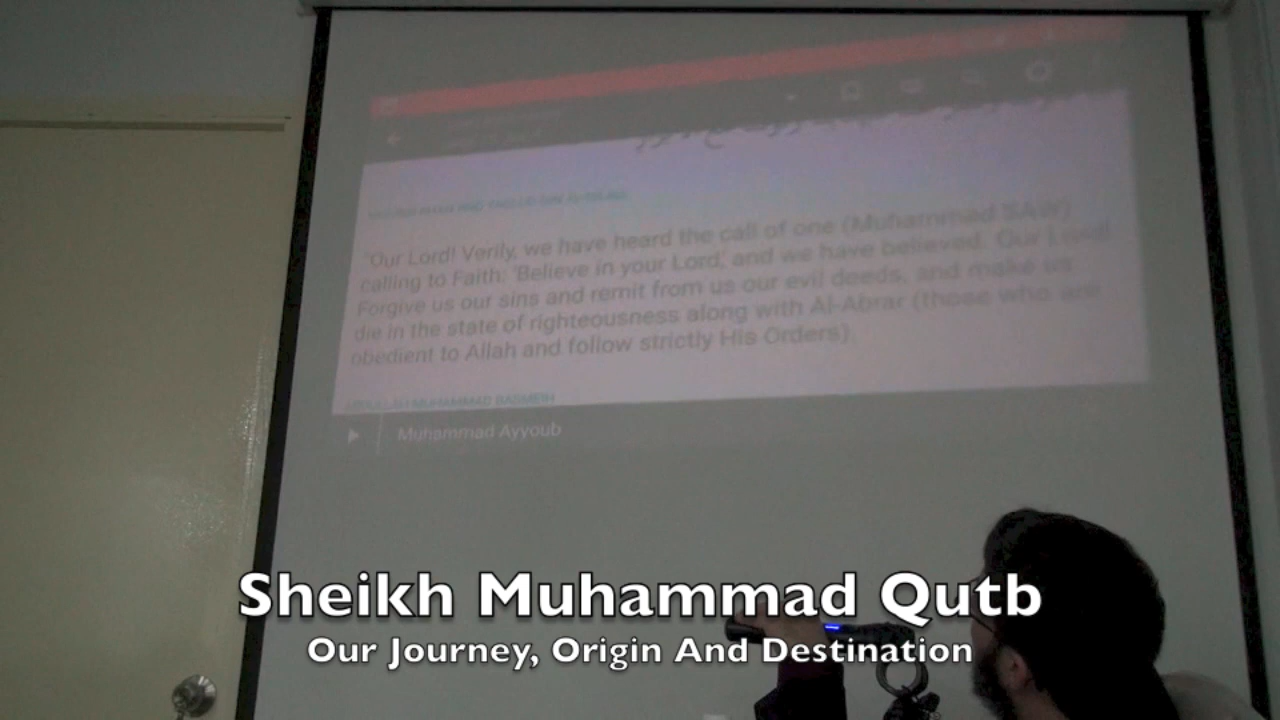 "Our Lord! Verily, we have heard the call of one (Muhammad SAW)
calling to Faith: 'Believe in your Lord,' and we have believed. Our Lord!
Forgive us our sins and remit from us our evil deeds, and make us
die in the state of righteousness along with Al-Abrar (those who are
obedient to Allah and follow strictly His Orders).
MUHAMMAD BASMEIH
Muhammad Ayyoub
Sheikh Muhammad Qutb
Our Journey, Origin And Destination